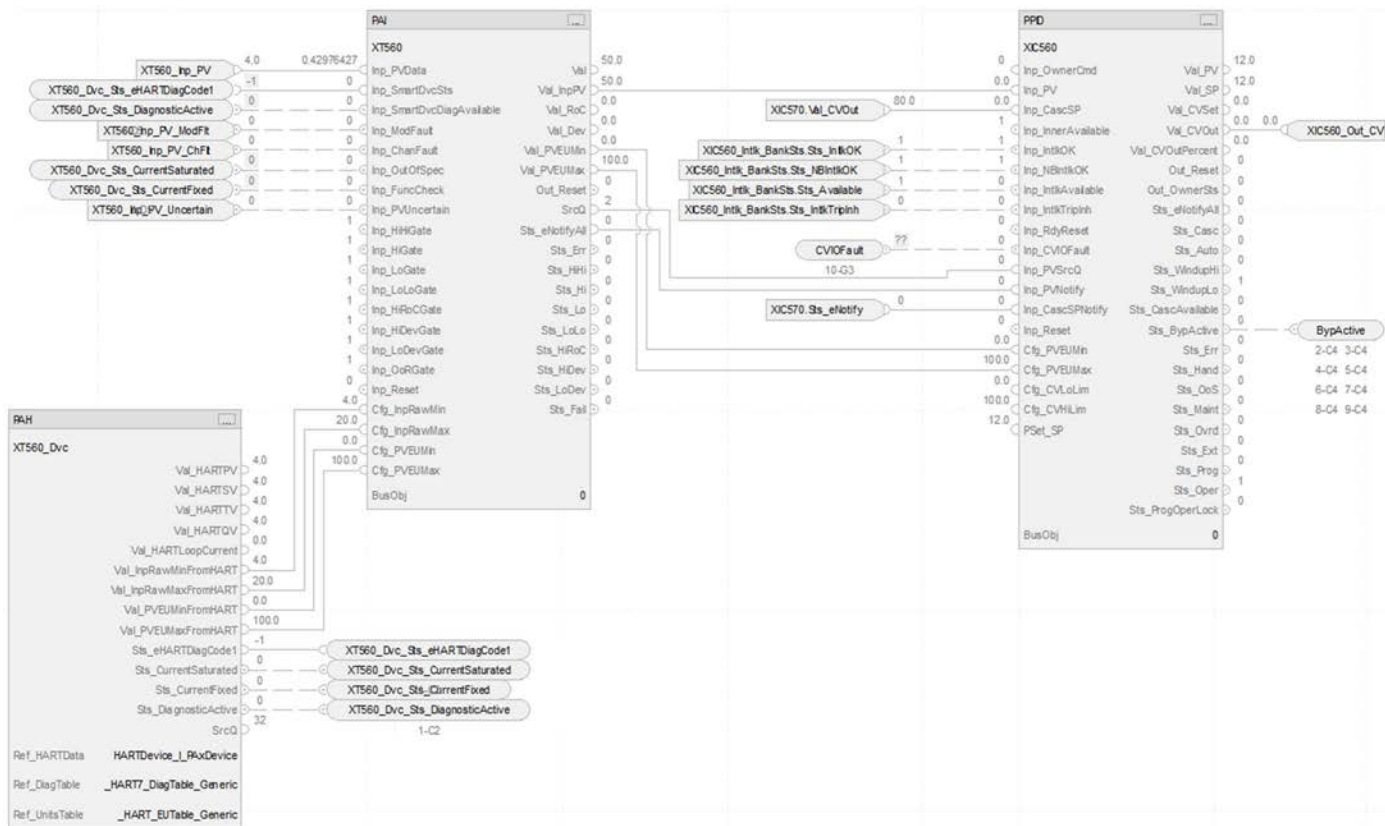 PAI ...
XT560
XT560_Inp_PV 4.0 0.42976427 Inp_PVData Val 50.0
XT560_Dvc_Sts_eHARTDiagCode1 -1 0 Inp_SmartDvcSts Val_InpPV 50.0
XT560_Dvc_Sts_DiagnosticActive 0 0 Inp_SmartDvcDiagAvailable Val_RoC 0.0
XT560_Inp_PV_ModFlt 0 0 Inp_ModFault Val_Dev 0.0
XT560_Inp_PV_ChFlt 0 0 Inp_ChanFault Val_PVEUMin 0.0
XT560_Dvc_Sts_CurrentSaturated 0 0 Inp_OutOfSpec Val_PVEUMax 100.0
XT560_Dvc_Sts_CurrentFixed 0 0 Inp_FuncCheck Out_Reset 0
XT560_Inp_PV_Uncertain 0 0 Inp_PVUncertain SrcQ 2
1 Inp_HiHiGate Sts_eNotifyAll 0
1 Inp_HiGate Sts_Err 0
1 Inp_LoGate Sts_HiHi 0
1 Inp_LoLoGate Sts_Hi 0
1 Inp_HiRoCGate Sts_Lo 0
1 Inp_HiDevGate Sts_LoLo 0
1 Inp_LoDevGate Sts_HiRoC 0
1 Inp_OoRGate Sts_HiDev 0
0 Inp_Reset Sts_LoDev 0
4.0 Cfg_InpRawMin Sts_Fail 0
20.0 Cfg_InpRawMax
0.0 Cfg_PVEUMin
100.0 Cfg_PVEUMax
BusObj 0
PPID ...
XIC560
0 Inp_OwnerCmd Val_PV 12.0
0.0 Inp_PV Val_SP 12.0
XIC570.Val_CVOut 80.0 0.0 Inp_CascSP Val_CVSet 0.0
1 Inp_InnerAvailable Val_CVOut 0.0 0.0 XIC560_Out_CV
XIC560_Intlk_BankSts.Sts_IntlkOK 1 1 Inp_IntlkOK Val_CVOutPercent 0.0
XIC560_Intlk_BankSts.Sts_NBIntlkOK 1 1 Inp_NBIntlkOK Out_Reset 0
XIC560_Intlk_BankSts.Sts_Available 1 0 Inp_IntlkAvailable Out_OwnerSts 0
XIC560_Intlk_BankSts.Sts_IntlkTripInh 0 0 Inp_IntlkTripInh Sts_eNotifyAll 0
0 Inp_RdyReset Sts_Casc 0
CVIOFault ?? 0 Inp_CVIOFault Sts_Auto 0
10-G3
0 Inp_PVSrcQ Sts_WindupHi 0
0 Inp_PVNotify Sts_WindupLo 1
XIC570.Sts_eNotify 0 0 Inp_CascSPNotify Sts_CascAvailable 0
0 Inp_Reset Sts_BypActive 0 BypActive
0.0 Cfg_PVEUMin Sts_Err 0
2-C4 3-C4
100.0 Cfg_PVEUMax Sts_Hand 0
4-C4 5-C4
0.0 Cfg_CVLoLim Sts_OoS 0
6-C4 7-C4
100.0 Cfg_CVHiLim Sts_Maint 0
8-C4 9-C4
12.0 PSet_SP Sts_Ovrd 0
Sts_Ext 0
Sts_Prog 0
Sts_Oper 1
Sts_ProgOperLock 0
BusObj 0
PAH ...
XT560_Dvc
Val_HARTPV 4.0
Val_HARTSV 4.0
Val_HARTTV 4.0
Val_HARTQV 4.0
Val_HARTLoopCurrent 0.0
Val_InpRawMinFromHART 4.0
Val_InpRawMaxFromHART 20.0
Val_PVEUMinFromHART 0.0
Val_PVEUMaxFromHART 100.0
Sts_eHARTDiagCode1 -1 XT560_Dvc_Sts_eHARTDiagCode1
Sts_CurrentSaturated 0 XT560_Dvc_Sts_CurrentSaturated
Sts_CurrentFixed 0 XT560_Dvc_Sts_CurrentFixed
Sts_DiagnosticActive 0 XT560_Dvc_Sts_DiagnosticActive
SrcQ 32
1-C2
Ref_HARTData HARTDevice_I_PAxDevice
Ref_DiagTable _HART7_DiagTable_Generic
Ref_UnitsTable _HART_EUTable_Generic